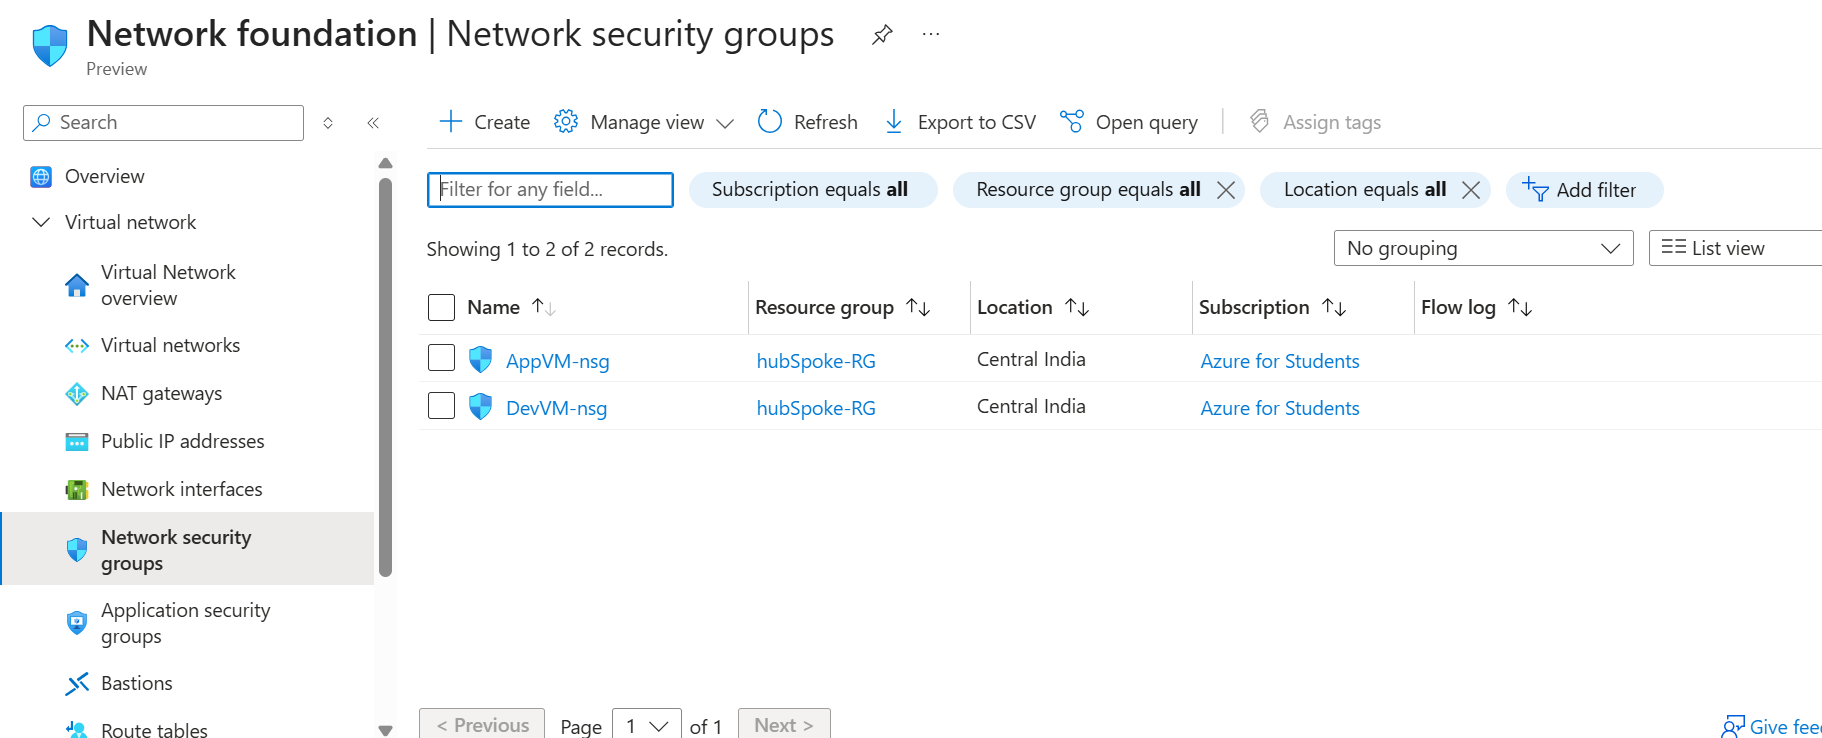 Network foundation | Network security groups
Preview
Search
Overview
Virtual network
Virtual Network
overview
Virtual networks
NAT gateways
Public IP addresses
Network interfaces
Network security
groups
Application security
groups
Bastions
Route tables
Create Manage view Refresh Export to CSV Open query Assign tags
Filter for any field... Subscription equals all Resource group equals all Location equals all Add filter
Showing 1 to 2 of 2 records. No grouping List view
Name Resource group Location Subscription Flow log
AppVM-nsg hubSpoke-RG Central India Azure for Students
DevVM-nsg hubSpoke-RG Central India Azure for Students
< Previous Page 1 of 1 Next >
Give fee